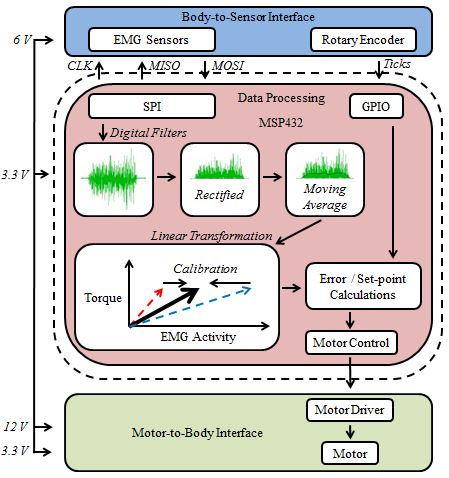 Body-to-Sensor Interface
6 V
EMG Sensors
Rotary Encoder
CLK
MISO
MOSI
Ticks
SPI
Data Processing
GPIO
MSP432
Digital Filters
3.3 V
Rectified
Moving
Average
Linear Transformation
Calibration
Torque
EMG Activity
Error / Set-point
Calculations
Motor Control
12 V
Motor Driver
Motor-to-Body Interface
3.3 V
Motor